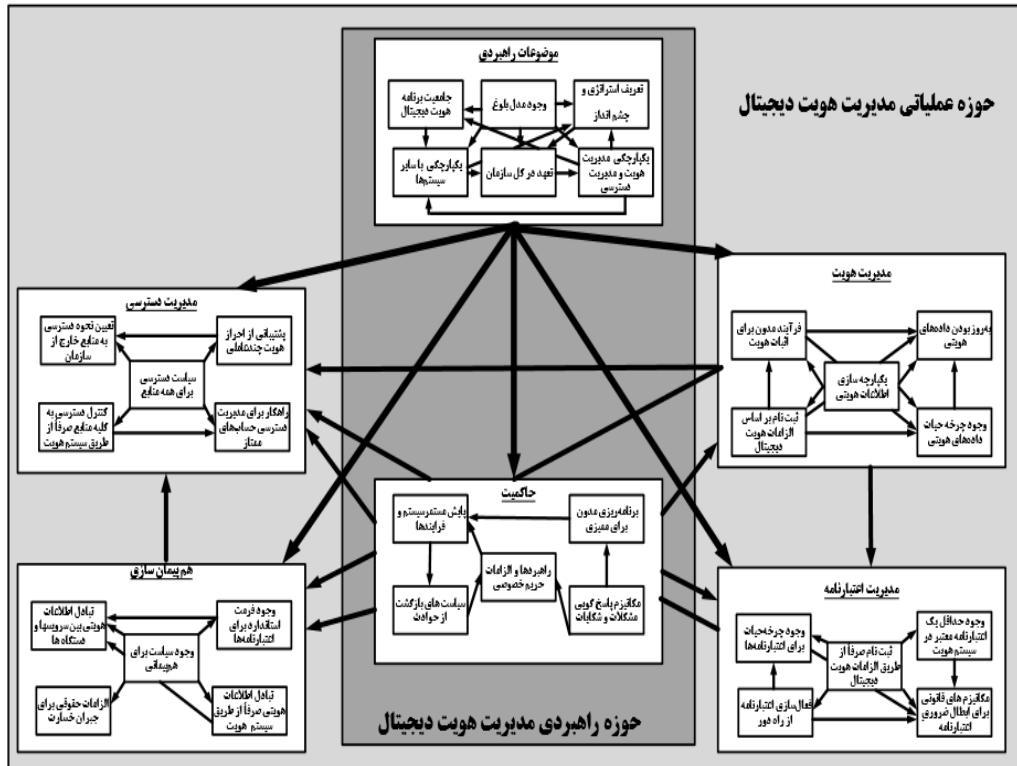 موضوعات راهبردی
جامعیت برنامه
هویت دیجیتال
وجود مدل بلوغ
تعریف استراتژی و
چشم انداز
یکپارچگی با سایر
سیستم‌ها
تعهد در کل سازمان
یکپارچگی مدیریت
هویت و مدیریت
دسترسی
حوزه عملیاتی مدیریت هویت دیجیتال
مدیریت هویت
فرآیند مدون برای
اثبات هویت
به‌روز بودن داده‌های
هویتی
یکپارچه سازی
اطلاعات هویتی
ثبت نام بر اساس
الزامات هویت
دیجیتال
وجود چرخه حیات
داده‌های هویتی
مدیریت دسترسی
تعیین نحوه دسترسی
به منابع خارج از
سازمان
پشتیبانی از احراز
هویت چندعاملی
سیاست دسترسی
برای همه منابع
کنترل دسترسی به
کلیه منابع صرفاً از
طریق سیستم هویت
راهکار برای مدیریت
دسترسی حساب‌های
ممتاز
حاکمیت
پایش مستمرسیستم و
فرایندها
برنامه‌ریزی مدون
برای ممیزی
راهبردها و الزامات
حریم خصوصی
سیاست های بازگشت
از حوادث
مکانیزم پاسخ گویی
مشکلات و شکایات
هم‌پیمان سازی
تبادل اطلاعات
هویتی بین سرویسها و
دستگاه ها
وجود فرمت
استاندارد برای
اعتبارنامه‌ها
وجود سیاست برای
هم‌پیمانی
الزامات حقوقی برای
جبران خسارت
تبادل اطلاعات
هویتی صرفاً از طریق
سیستم هویت
مدیریت اعتبارنامه
وجود چرخه‌حیات
برای اعتبارنامه‌ها
وجود حداقل یک
اعتبارنامه معتبر در
سیستم هویت
ثبت نام صرفاً از
طریق الزامات هویت
دیجیتال
فعال‌سازی اعتبارنامه
از راه دور
مکانیزم های قانونی
برای ابطال ضروری
اعتبارنامه
حوزه راهبردی مدیریت هویت دیجیتال